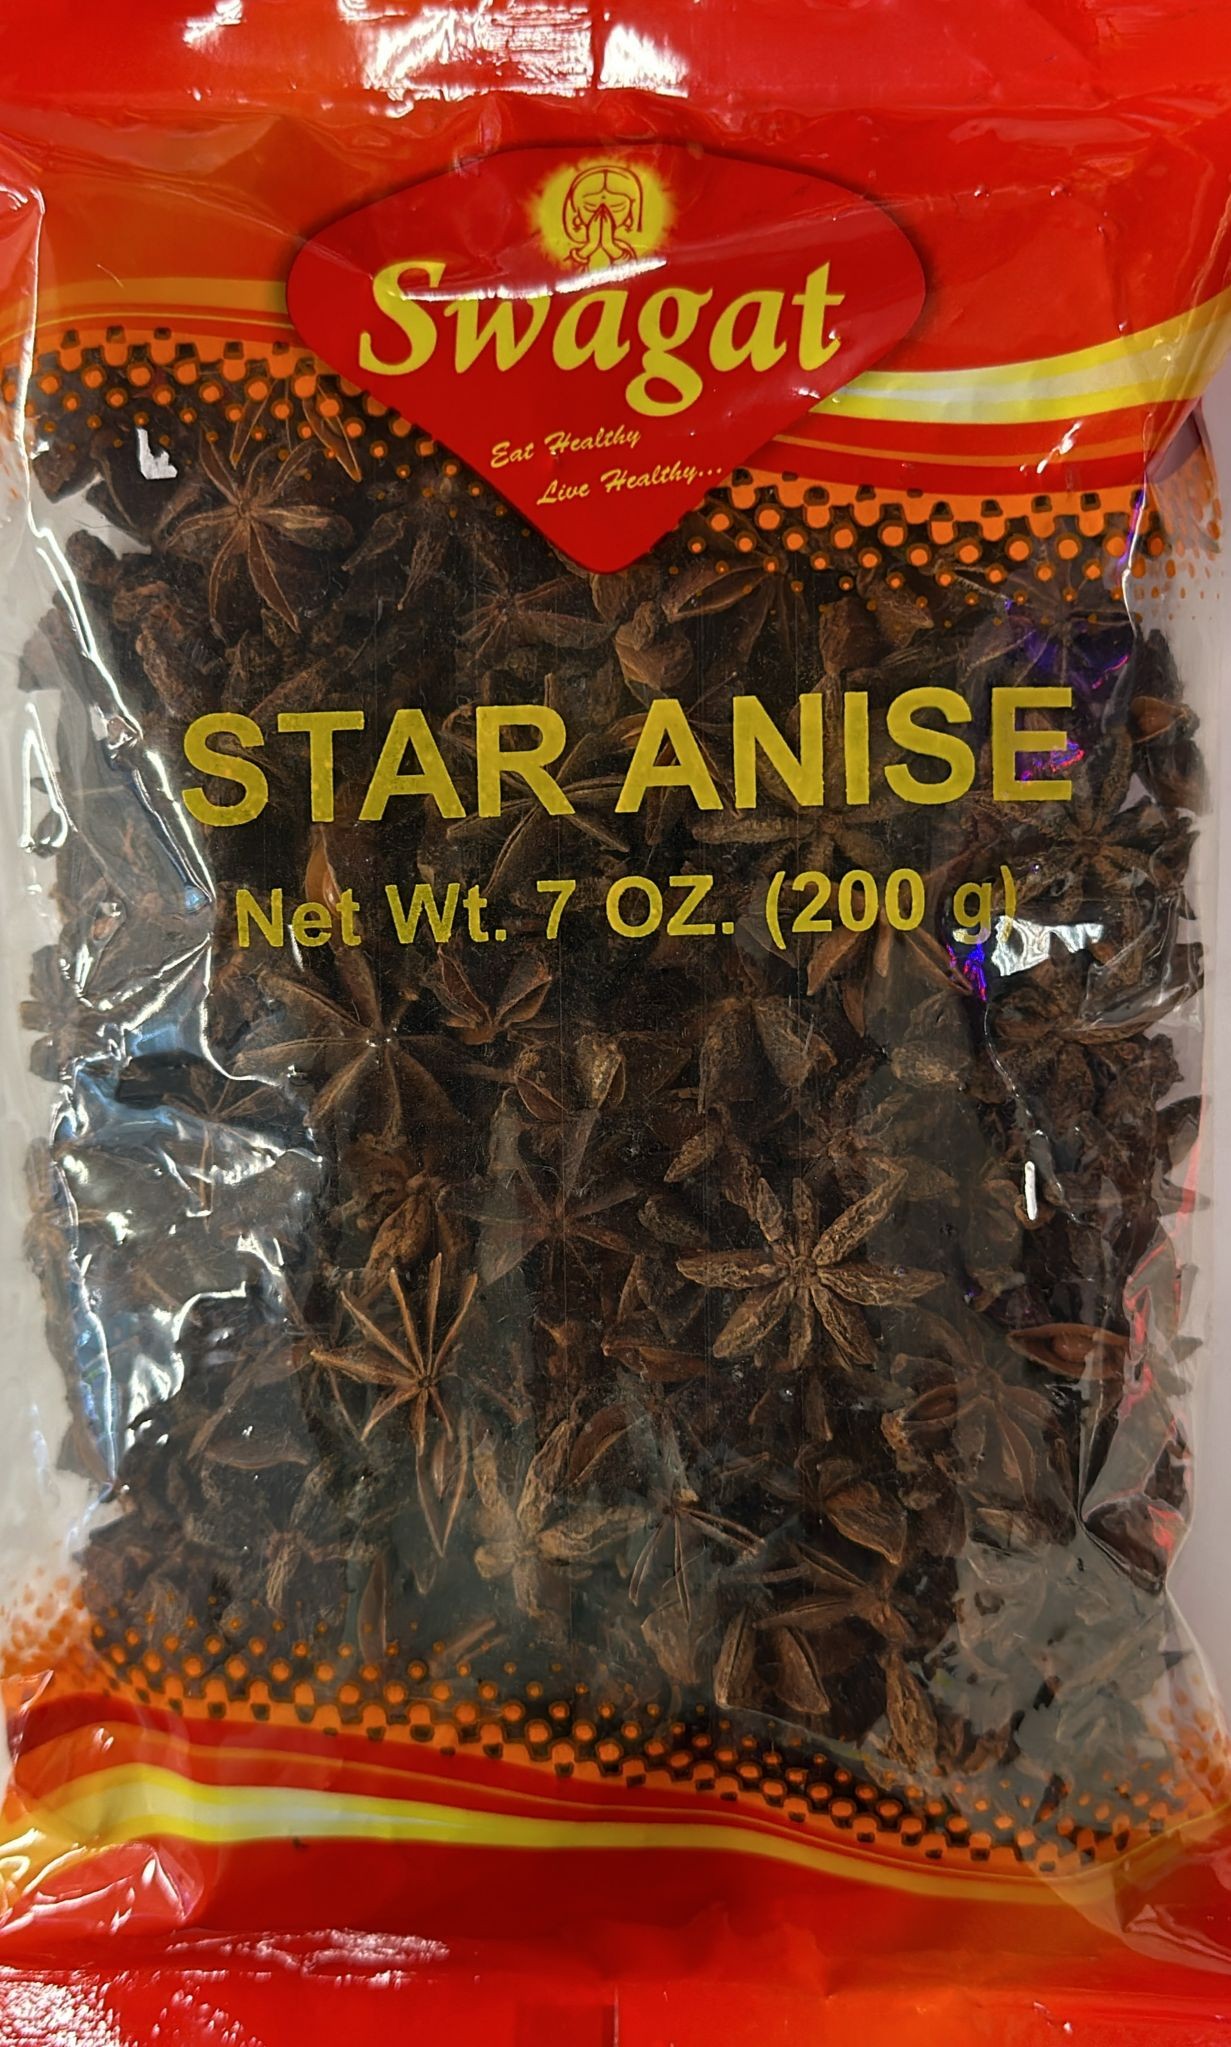 Swagat
Eat Healthy
Live Healthy...
STAR ANISE
Net Wt. 7 OZ. (200 g)